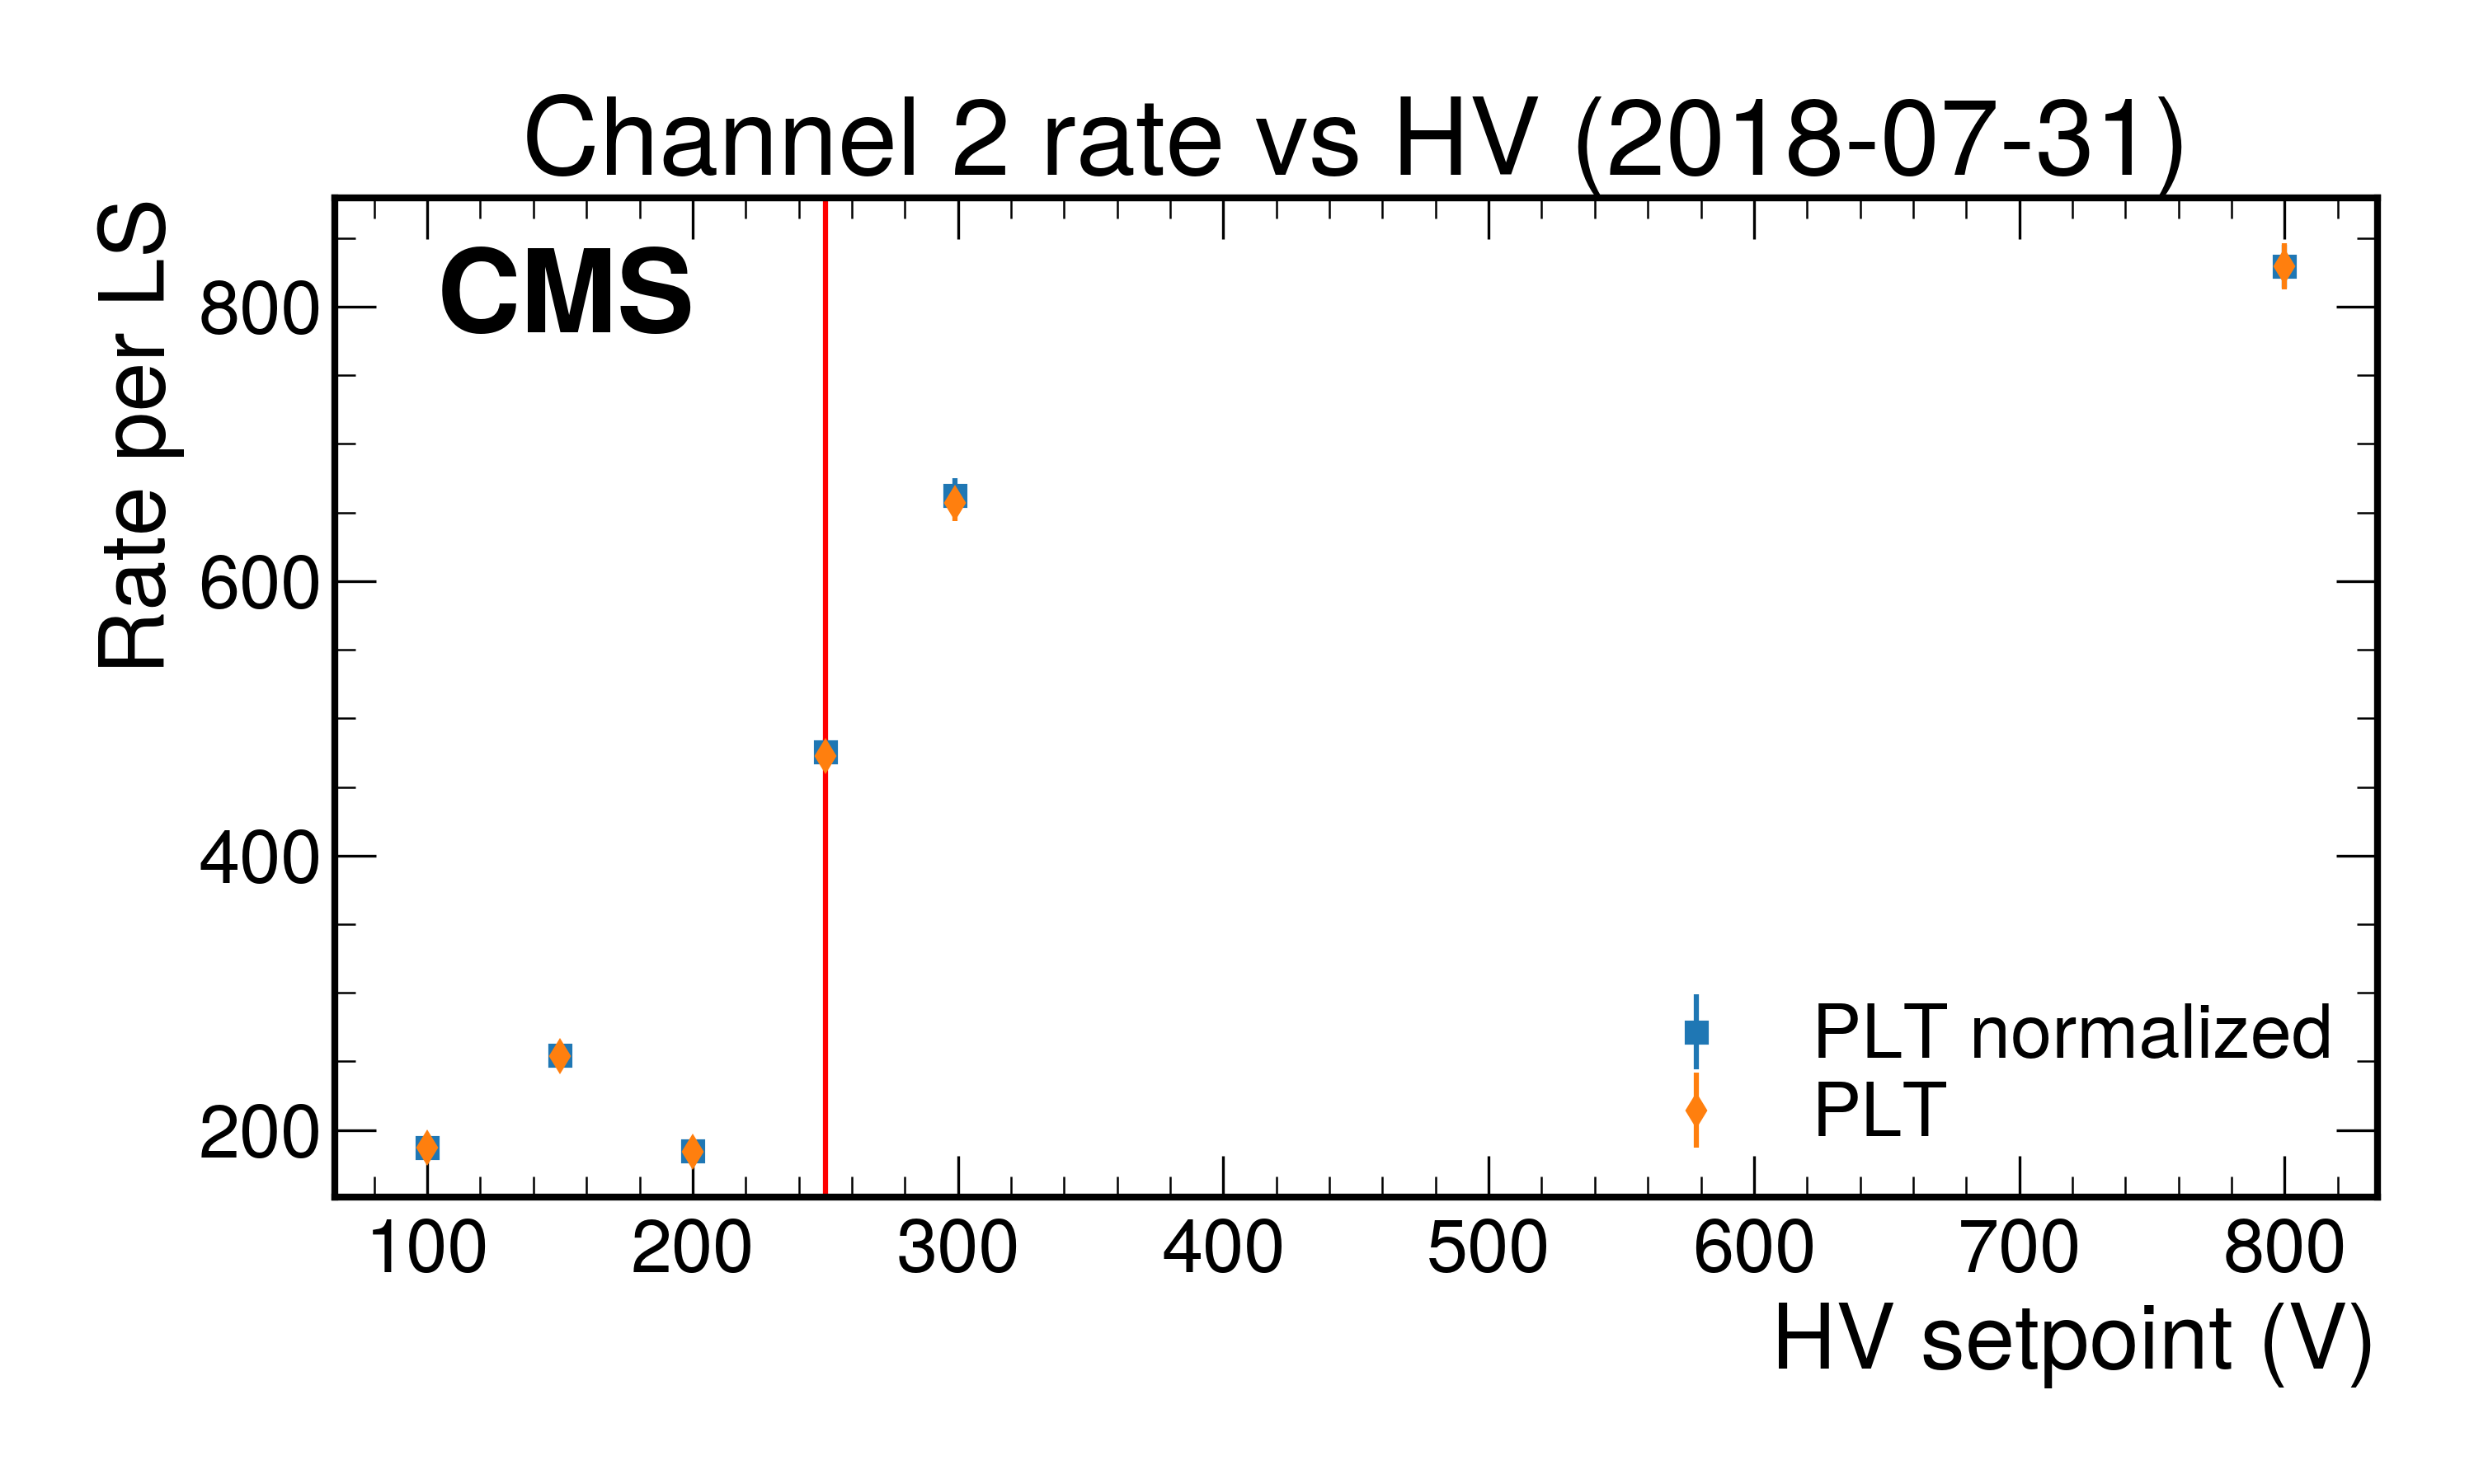 Channel 2 rate vs HV (2018-07-31)
CMS
Rate per LS
800
600
400
200
PLT normalized
PLT
100 200 300 400 500 600 700 800
HV setpoint (V)